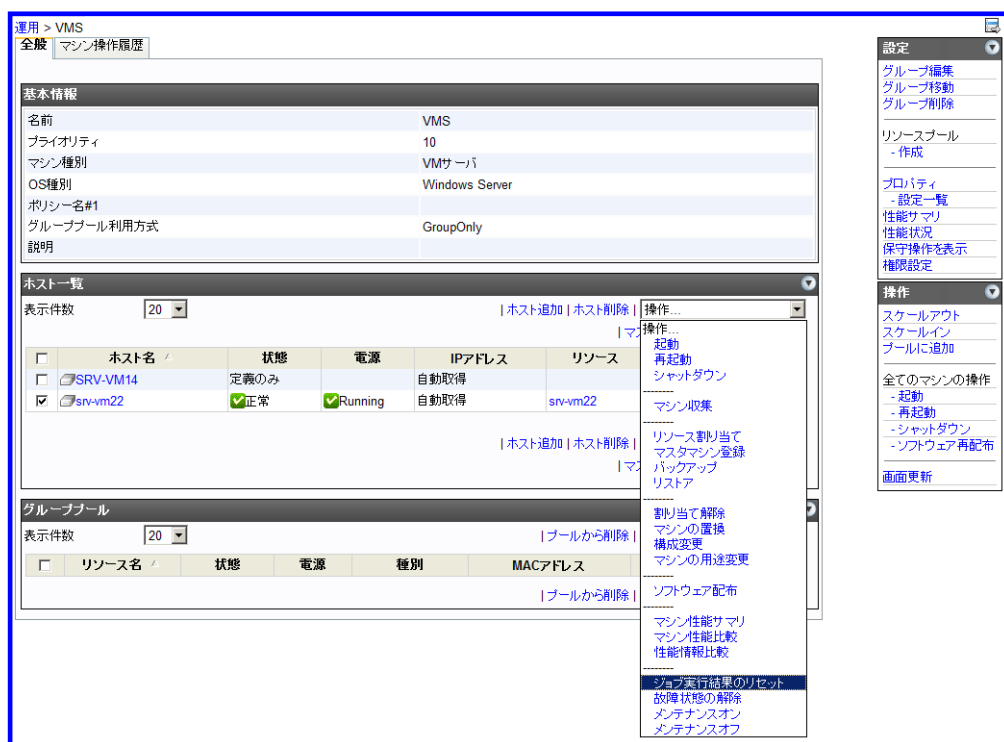 運用 > VMS
全般 マシン操作履歴
基本情報
名前 VMS
プライオリティ 10
マシン種別 VMサーバ
OS種別 Windows Server
ポリシー名#1
グループプール利用方式 GroupOnly
説明
ホスト一覧
表示件数 20 | ホスト追加 | ホスト削除 | 操作...
| マ
ホスト名 状態 電源 IPアドレス リソース
SRV-VM14 定義のみ 自動取得
srv-vm22 正常 Running 自動取得 srv-vm22
| ホスト追加 | ホスト削除 |
| マ
グループプール
表示件数 20 | プールから削除 |
リソース名 状態 電源 種別 MACアドレス
| プールから削除 |
操作...
起動
再起動
シャットダウン
--------
マシン収集
--------
リソース割り当て
マスタマシン登録
バックアップ
リストア
--------
割り当て解除
マシンの置換
構成変更
マシンの用途変更
--------
ソフトウェア配布
--------
マシン性能サマリ
マシン性能比較
性能情報比較
--------
ジョブ実行結果のリセット
故障状態の解除
メンテナンスオン
メンテナンスオフ
設定
グループ編集
グループ移動
グループ削除
リソースプール
- 作成
プロパティ
- 設定一覧
性能サマリ
性能状況
保守操作を表示
権限設定
操作
スケールアウト
スケールイン
プールに追加
全てのマシンの操作
- 起動
- 再起動
- シャットダウン
- ソフトウェア再配布
画面更新